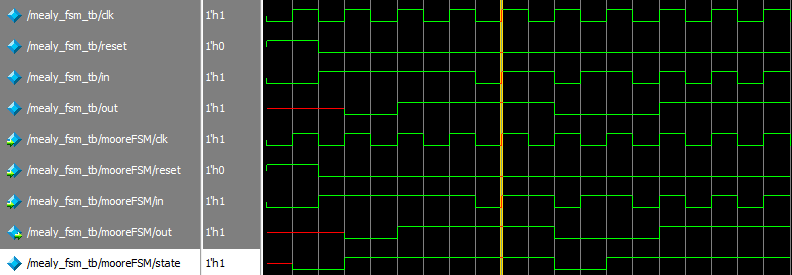 /mealy_fsm_tb/clk 1'h1
/mealy_fsm_tb/reset 1'h0
/mealy_fsm_tb/in 1'h1
/mealy_fsm_tb/out 1'h1
/mealy_fsm_tb/mooreFSM/clk 1'h1
/mealy_fsm_tb/mooreFSM/reset 1'h0
/mealy_fsm_tb/mooreFSM/in 1'h1
/mealy_fsm_tb/mooreFSM/out 1'h1
/mealy_fsm_tb/mooreFSM/state 1'h1